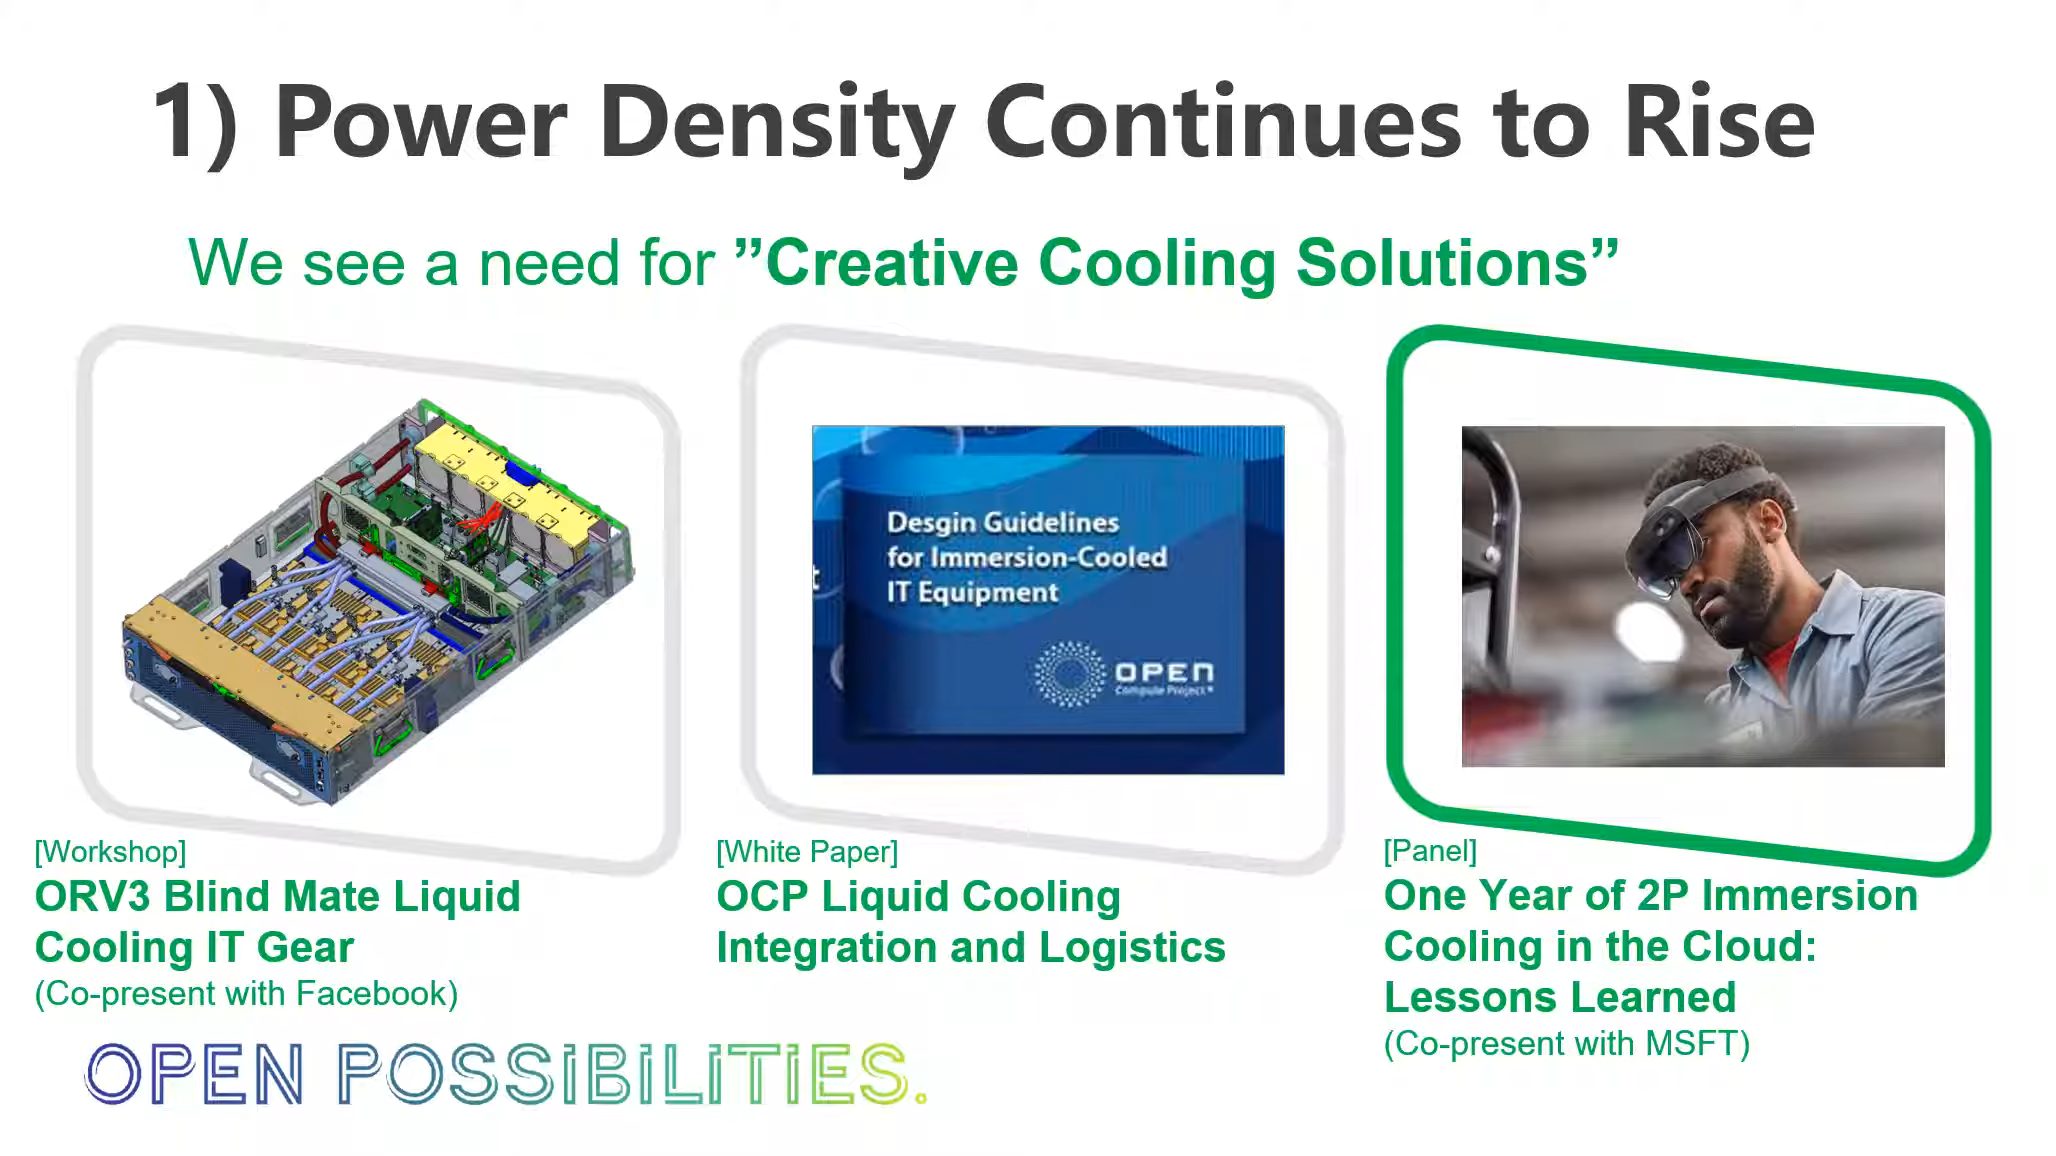 1) Power Density Continues to Rise
We see a need for ”Creative Cooling Solutions”
Desgin Guidelines
for Immersion-Cooled
IT Equipment
OPEN
Compute Project®
[Workshop]
ORV3 Blind Mate Liquid
Cooling IT Gear
(Co-present with Facebook)
[White Paper]
OCP Liquid Cooling
Integration and Logistics
[Panel]
One Year of 2P Immersion
Cooling in the Cloud:
Lessons Learned
(Co-present with MSFT)
OPEN POSSIBILITIES.